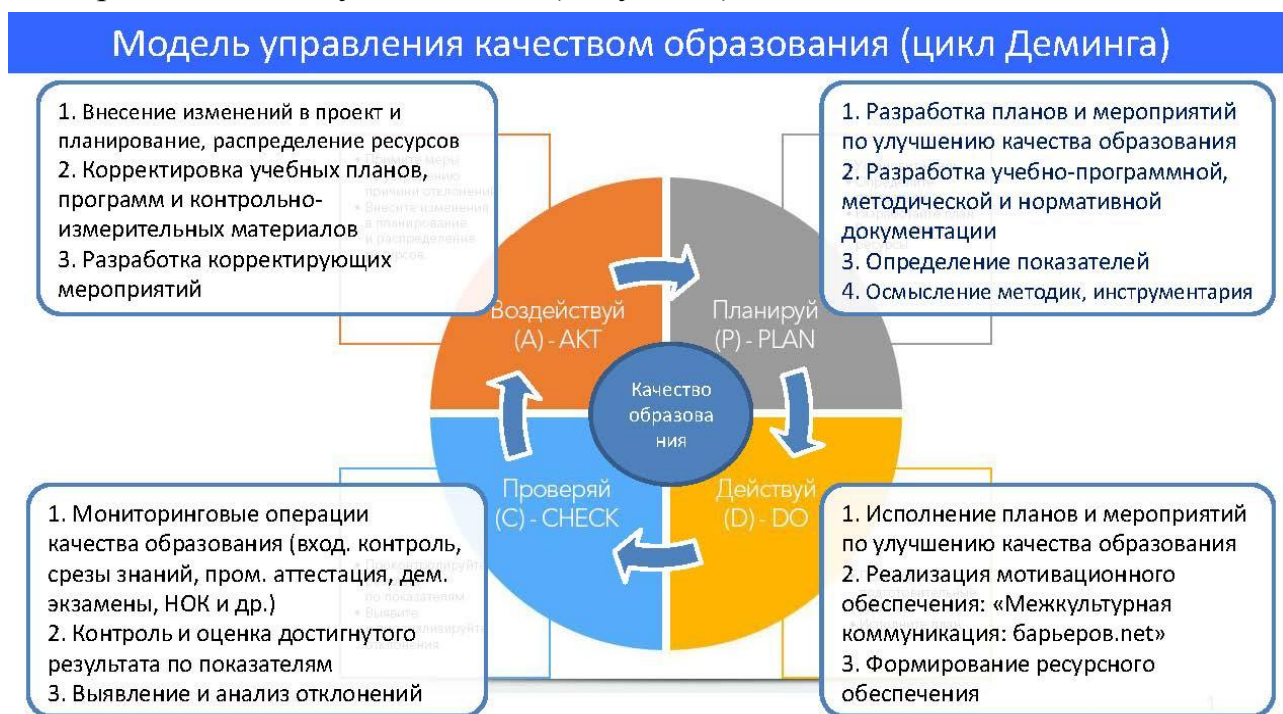 Модель управления качеством образования (цикл Деминга)
1. Внесение изменений в проект и
планирование, распределение ресурсов
2. Корректировка учебных планов,
программ и контрольно-
измерительных материалов
3. Разработка корректирующих
мероприятий
1. Разработка планов и мероприятий
по улучшению качества образования
2. Разработка учебно-программной,
методической и нормативной
документации
3. Определение показателей
4. Осмысление методик, инструментария
Воздействуй
(A) - AKT
Планируй
(P) - PLAN
Качество
образова
ния
Проверяй
(C) - CHECK
Действуй
(D) - DO
1. Мониторинговые операции
качества образования (вход. контроль,
срезы знаний, пром. аттестация, дем.
экзамены, НОК и др.)
2. Контроль и оценка достигнутого
результата по показателям
3. Выявление и анализ отклонений
1. Исполнение планов и мероприятий
по улучшению качества образования
2. Реализация мотивационного
обеспечения: «Межкультурная
коммуникация: барьеров.net»
3. Формирование ресурсного
обеспечения
1